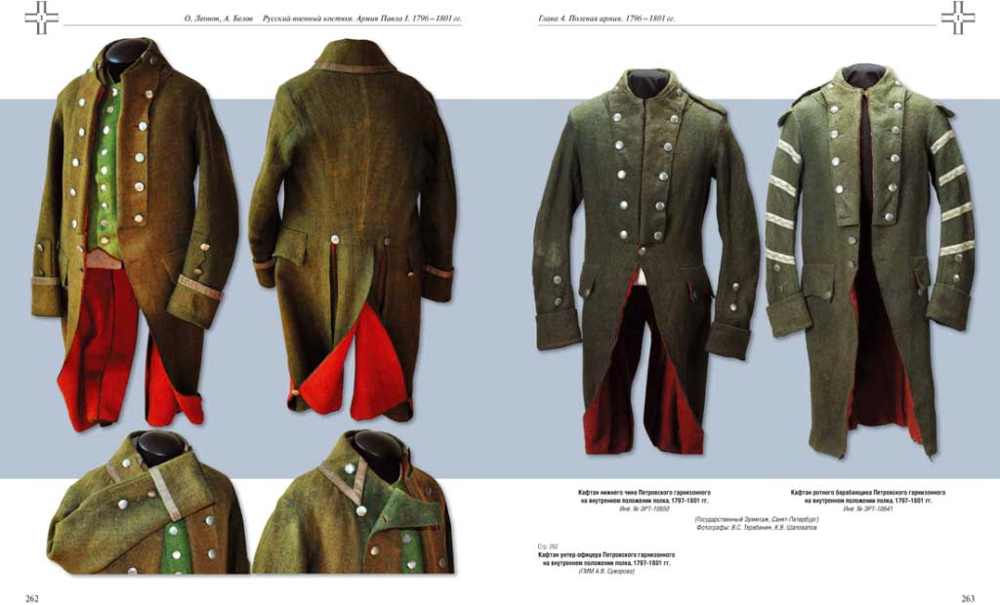 О. Леонов, А. Белов Русский военный костюм. Армия Павла I. 1796–1801 гг.
Глава 4. Полевая армия. 1796–1801 гг.
Кафтан нижнего чина Петровского гарнизонного
на внутреннем положении полка, 1797–1801 гг.
Инв. № ЭРТ-10650
Кафтан ротного барабанщика Петровского гарнизонного
на внутреннем положении полка, 1797–1801 гг.
Инв. № ЭРТ-10641
(Государственный Эрмитаж, Санкт-Петербург)
Фотографы: В.С. Теребенин, К.В. Шаповалов
Стр. 262
Кафтан унтер-офицера Петровского гарнизонного
на внутреннем положении полка, 1797–1801 гг.
(ГММ А.В. Суворова)
262
263